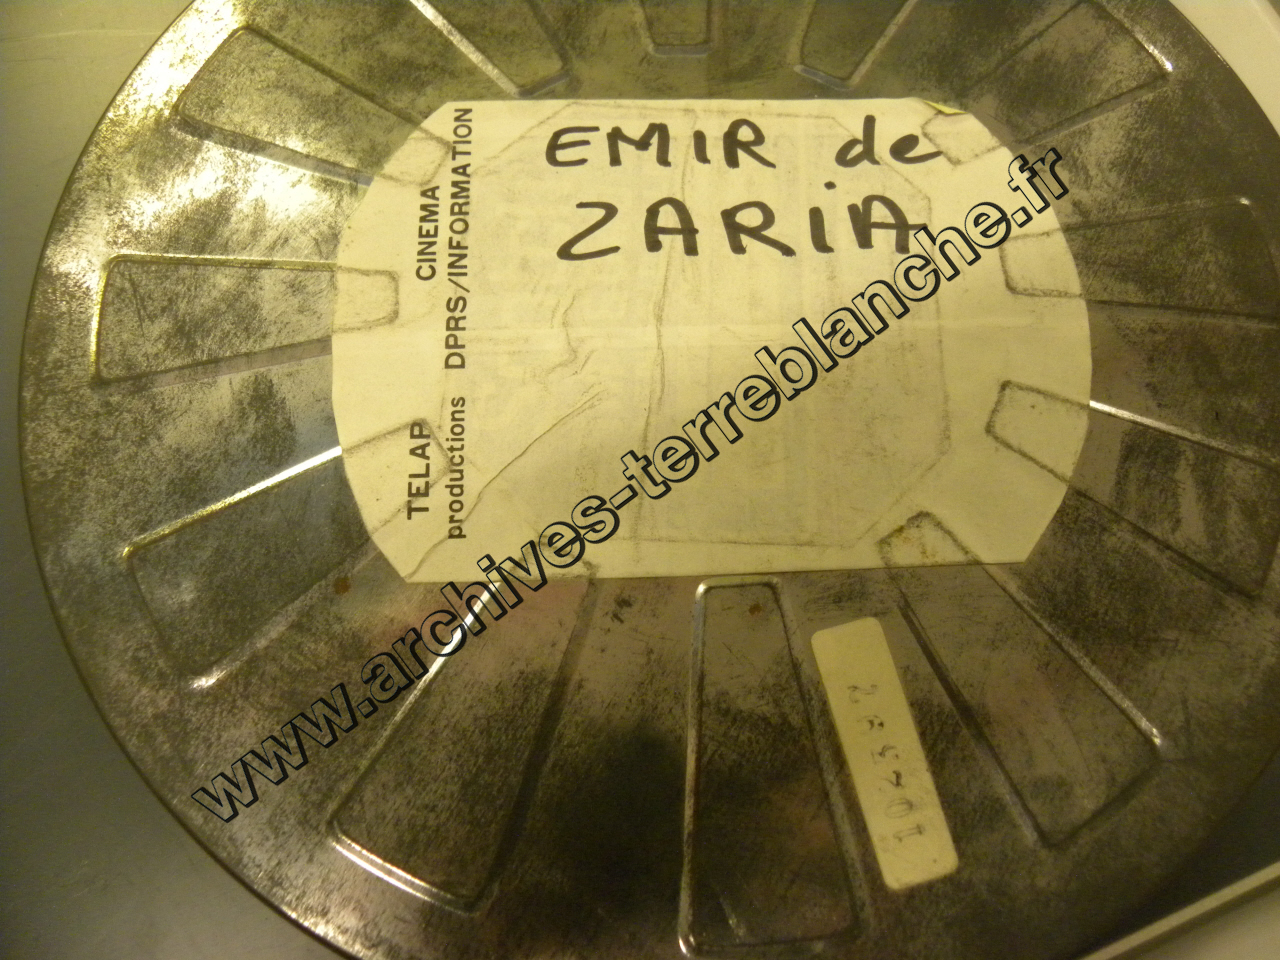 EMIR de
ZARiA
TELAP CINEMA
productions DPRS/INFORMATION
www.archives-terreblanche.fr